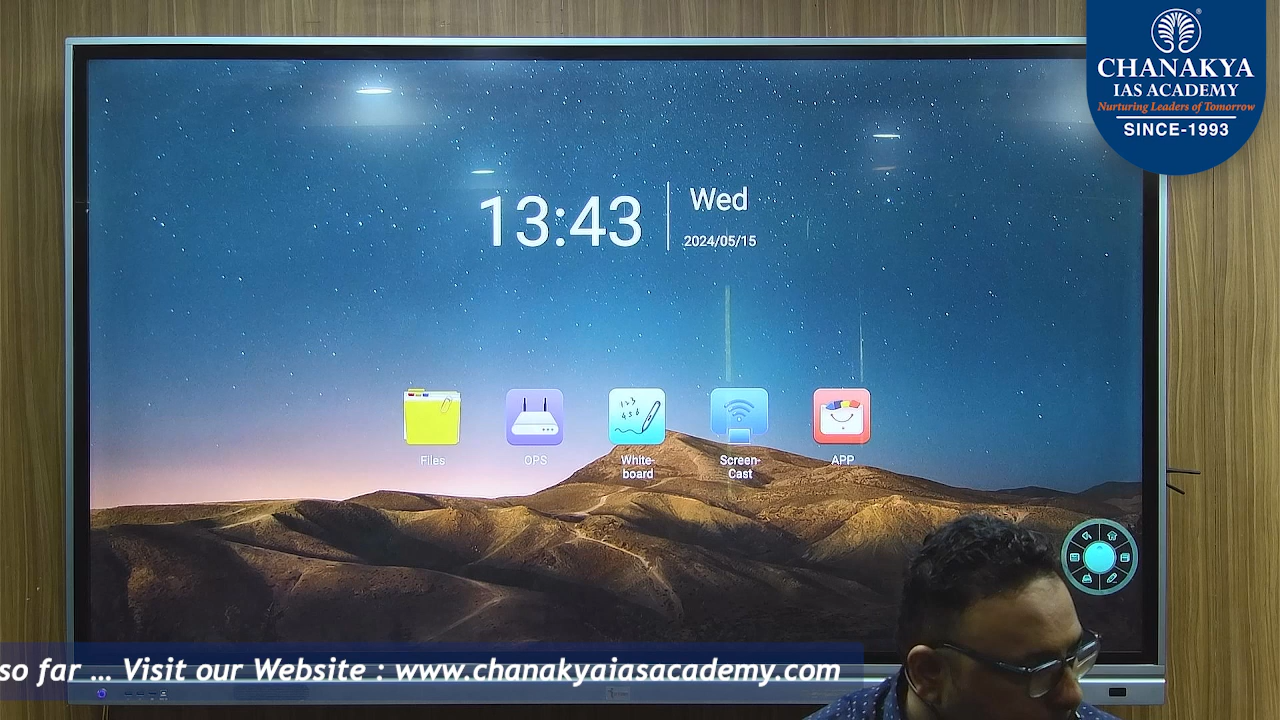 CHANAKYA
IAS ACADEMY
Nurturing Leaders of Tomorrow
SINCE-1993
13:43
Wed
2024/05/15
Files
OPS
White-
board
Screen-
Cast
APP
so far ... Visit our Website : www.chanakyaiasacademy.com